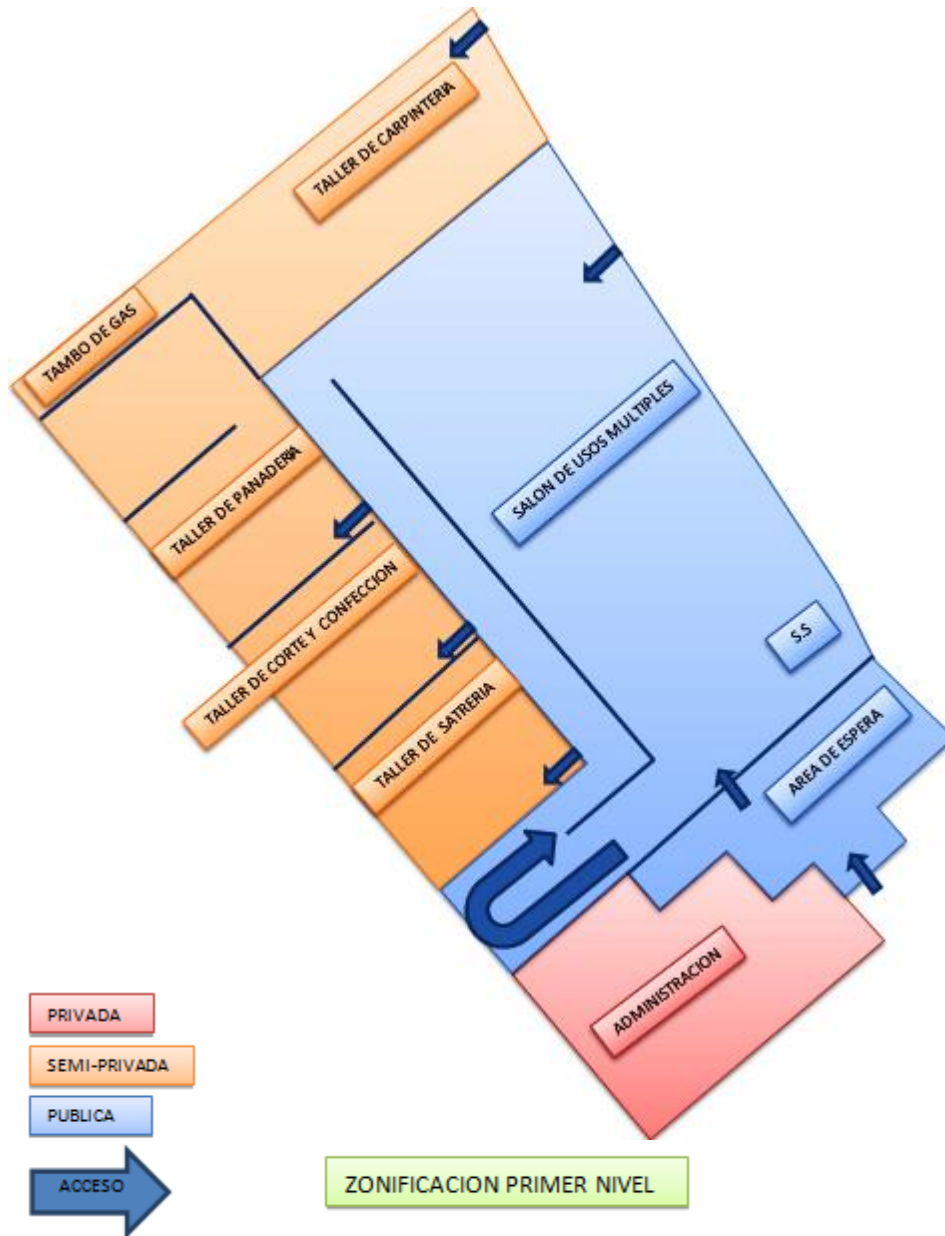 TALLER DE CARPINTERIA
TAMBO DE GAS
TALLER DE PANADERIA
SALON DE USOS MULTIPLES
TALLER DE CORTE Y CONFECCION
S.S
TALLER DE SATRERIA
AREA DE ESPERA
ADMINISTRACION
PRIVADA
SEMI-PRIVADA
PUBLICA
ACCESO
ZONIFICACION PRIMER NIVEL